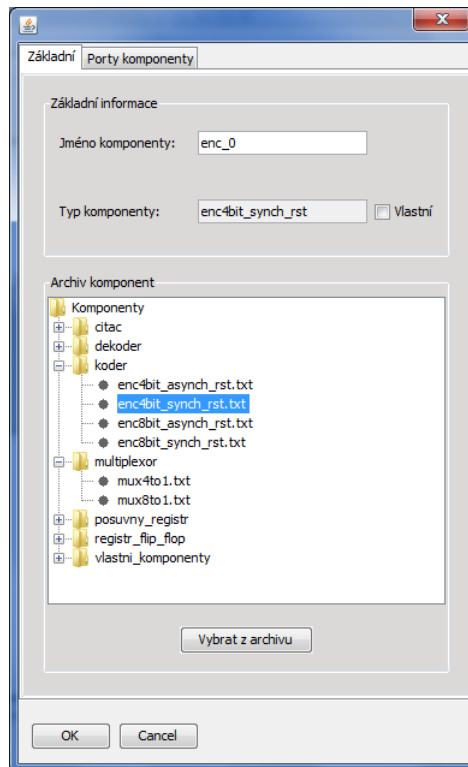 Základní Porty komponenty
Základní informace
Jméno komponenty: enc_0
Typ komponenty: enc4bit_synch_rst Vlastní
Archiv komponent
Komponenty
citac
dekoder
koder
enc4bit_asynch_rst.txt
enc4bit_synch_rst.txt
enc8bit_asynch_rst.txt
enc8bit_synch_rst.txt
multiplexor
mux4to1.txt
mux8to1.txt
posuvny_registr
registr_flip_flop
vlastni_komponenty
Vybrat z archivu
OK Cancel